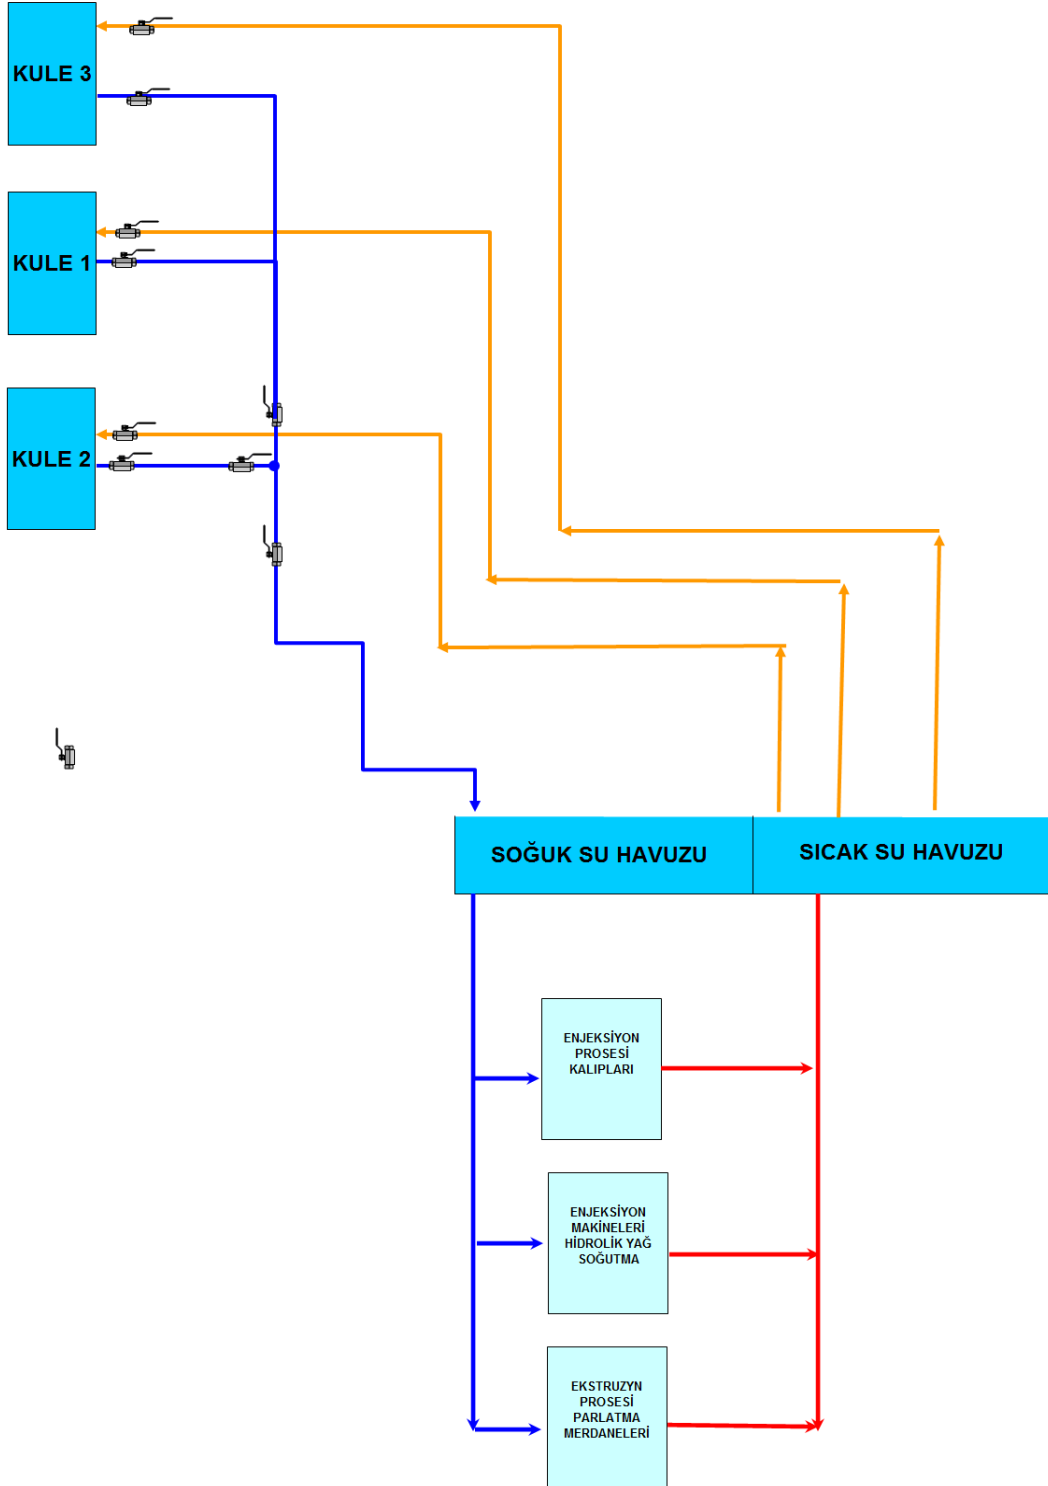 KULE 3
KULE 1
KULE 2
SOĞUK SU HAVUZU
SICAK SU HAVUZU
ENJEKSİYON
PROSESİ
KALIPLARI
ENJEKSİYON
MAKİNELERİ
HİDROLİK YAĞ
SOĞUTMA
EKSTRUZYN
PROSESİ
PARLATMA
MERDANELERİ